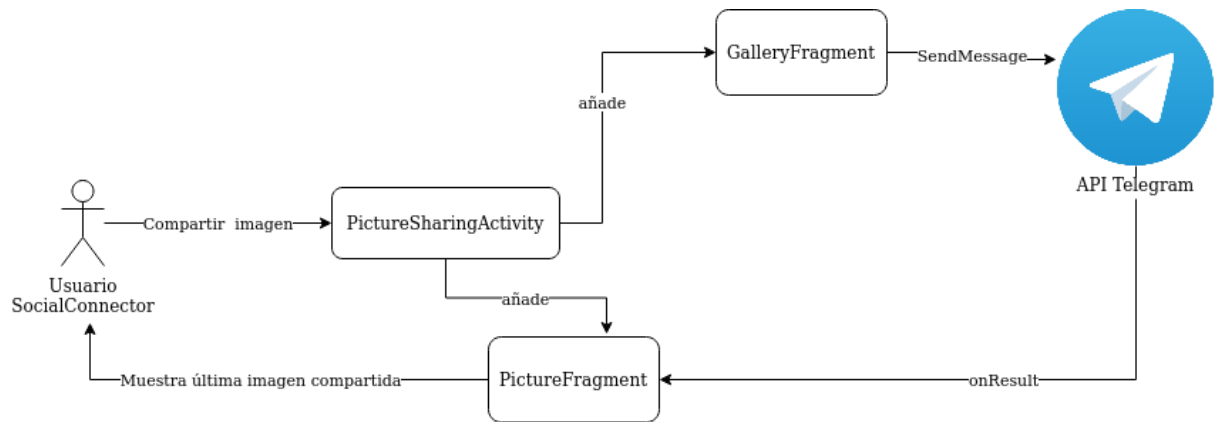 GalleryFragment
SendMessage
añade
API Telegram
Compartir imagen
PictureSharingActivity
Usuario
SocialConnector
añade
Muestra última imagen compartida
PictureFragment
onResult